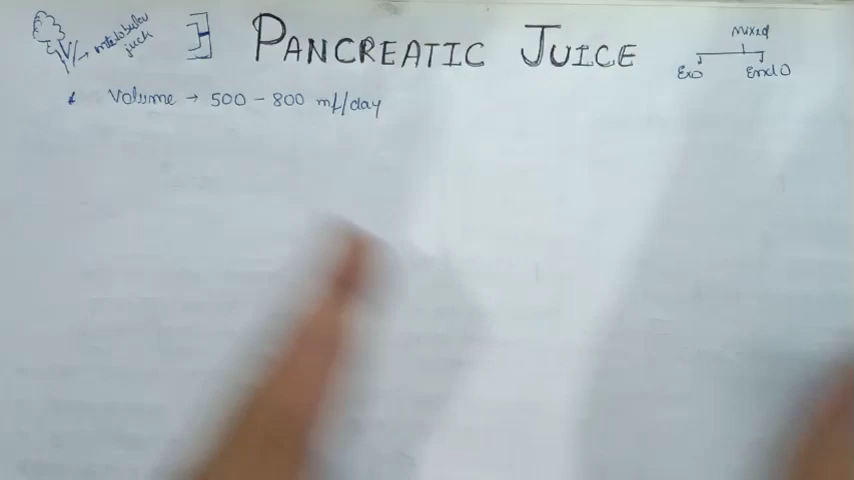 PANCREATIC JUICE
mixed
Exo
Endo
Volume → 500 - 800 ml/day